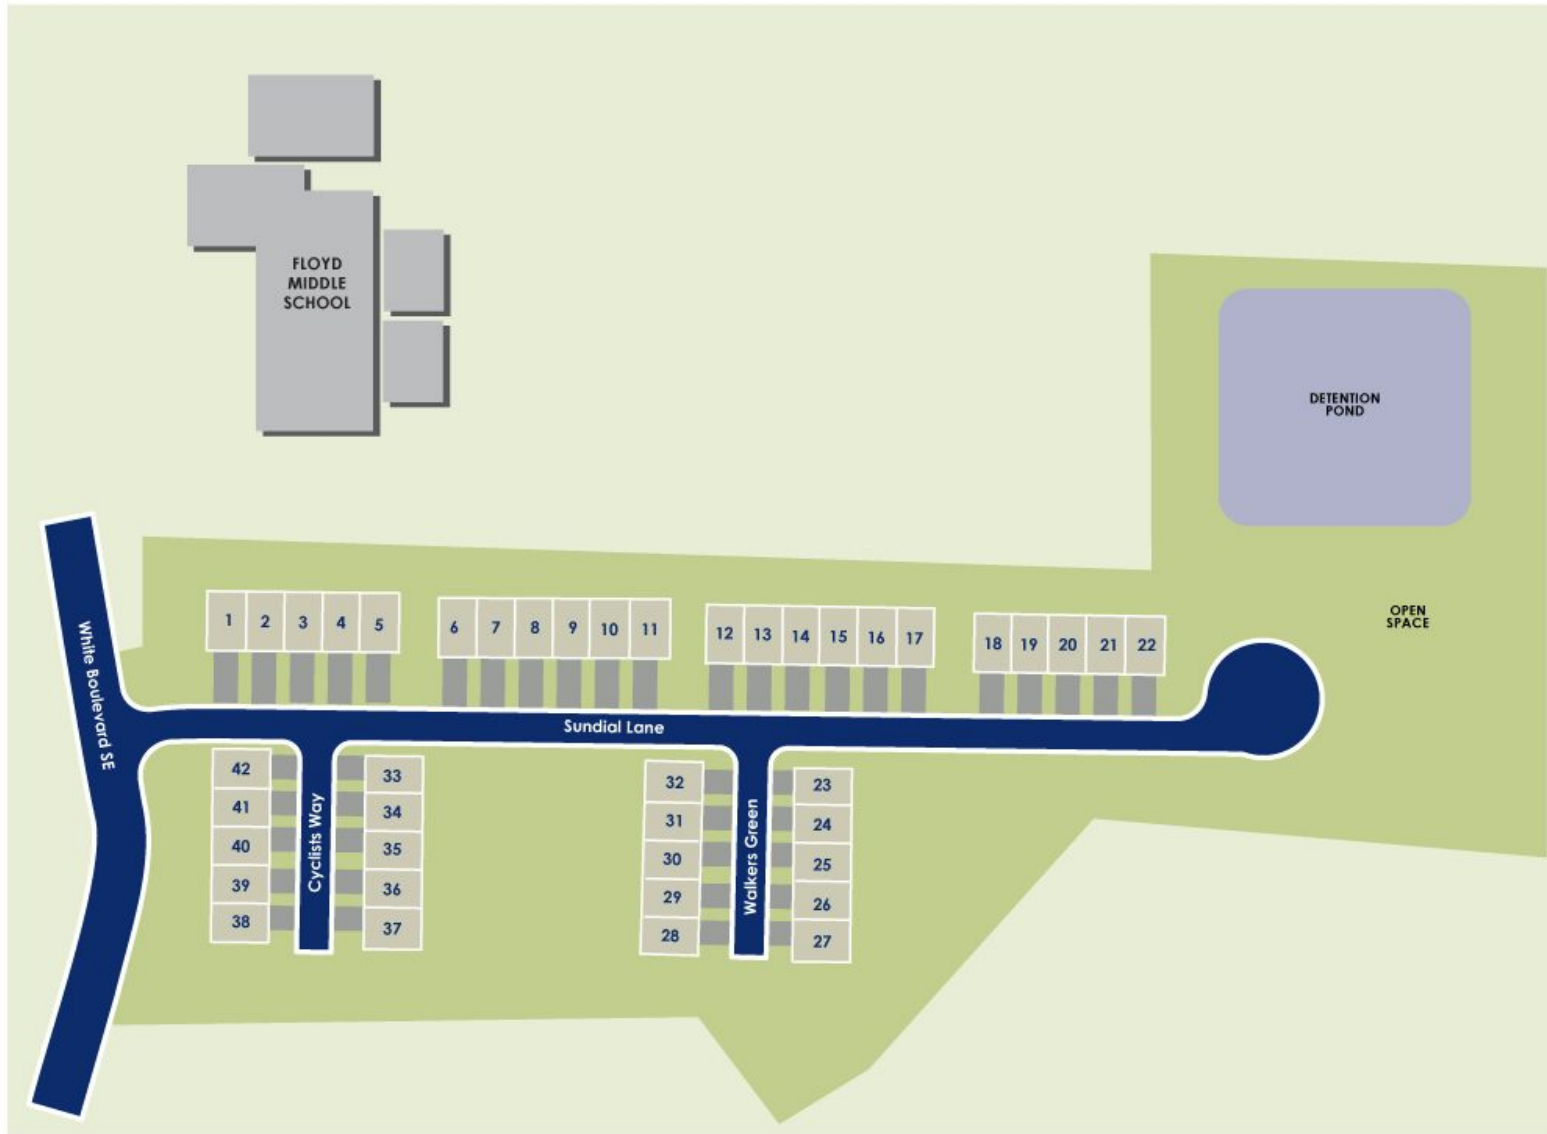 FLOYD
MIDDLE
SCHOOL
DETENTION
POND
OPEN
SPACE
White Boulevard SE
1 2 3 4 5
6 7 8 9 10 11
12 13 14 15 16 17
18 19 20 21 22
Sundial Lane
42
41
40
39
38
Cyclists Way
33
34
35
36
37
32
31
30
29
28
Walkers Green
23
24
25
26
27